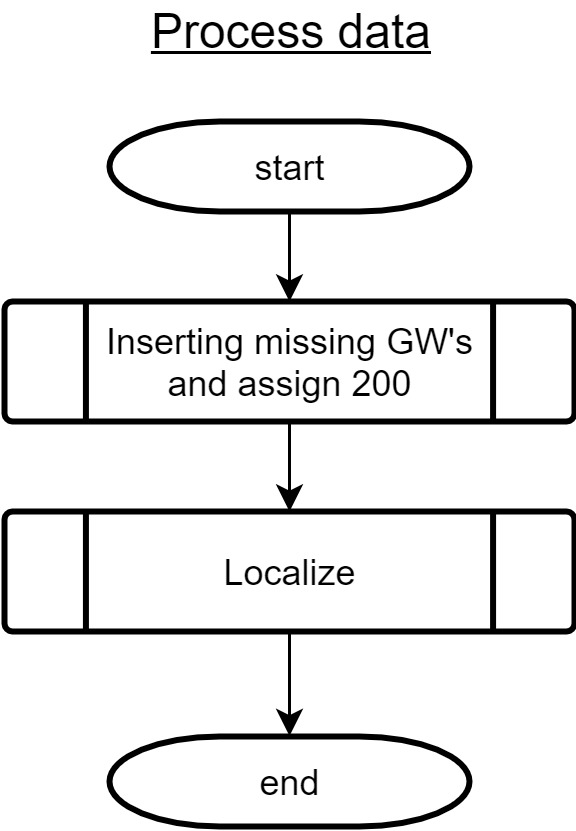 Process data
start
Inserting missing GW's
and assign 200
Localize
end